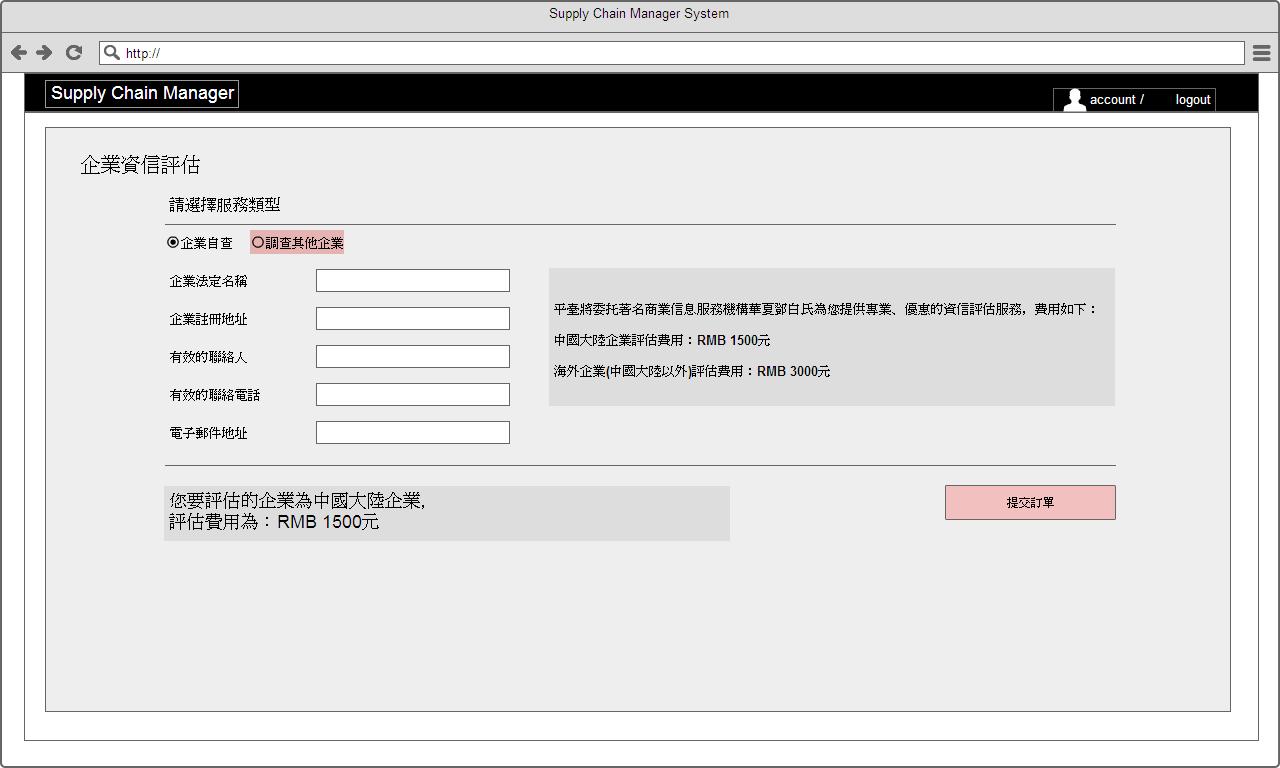 Supply Chain Manager System
http://
Supply Chain Manager
account / logout
企業資信評估
請選擇服務類型
企業自查 調查其他企業
企業法定名稱
企業註冊地址
有效的聯絡人
有效的聯絡電話
電子郵件地址
平臺將委托著名商業信息服務機構華夏鄧白氏為您提供專業、優惠的資信評估服務，費用如下：
中國大陸企業評估費用：RMB 1500元
海外企業(中國大陸以外)評估費用：RMB 3000元
您要評估的企業為中國大陸企業,
評估費用為：RMB 1500元
提交訂單